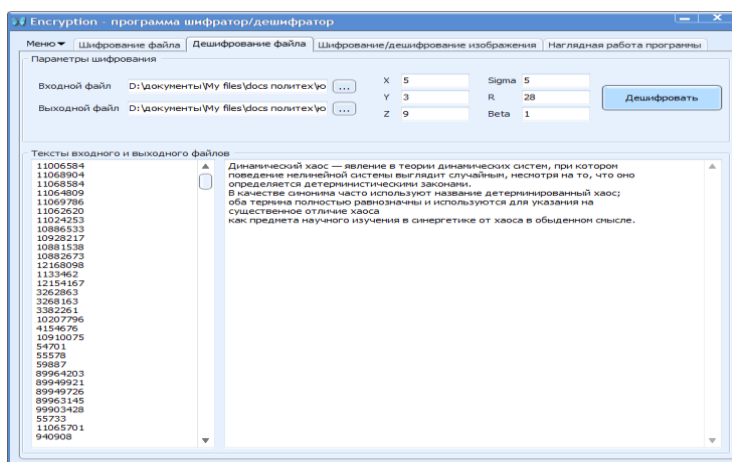 Encryption - программа шифратор/дешифратор
Меню Шифрование файла Дешифрование файла Шифрование/дешифрование изображения Наглядная работа программы
Параметры шифрования
Входной файл D:\документы\My files\docs политех\ю ... X 5 Sigma 5
Выходной файл D:\документы\My files\docs политех\ю ... Y 3 R 28 Дешифровать
Z 9 Beta 1
Тексты входного и выходного файлов
11006584
11068904
11068584
11064809
11069786
11062620
11024253
10886533
10928217
10881538
10882673
12168098
1133462
12154167
3262863
3268163
3382261
10207796
4154676
10910075
54701
55578
59887
89964203
89949921
89949726
89963145
99903428
55733
11065701
940908
Динамический хаос — явление в теории динамических систем, при котором
поведение нелинейной системы выглядит случайным, несмотря на то, что оно
определяется детерминистическими законами.
В качестве синонима часто используют название детерминированный хаос;
оба термина полностью равнозначны и используются для указания на
существенное отличие хаоса
как предмета научного изучения в синергетике от хаоса в обыденном смысле.